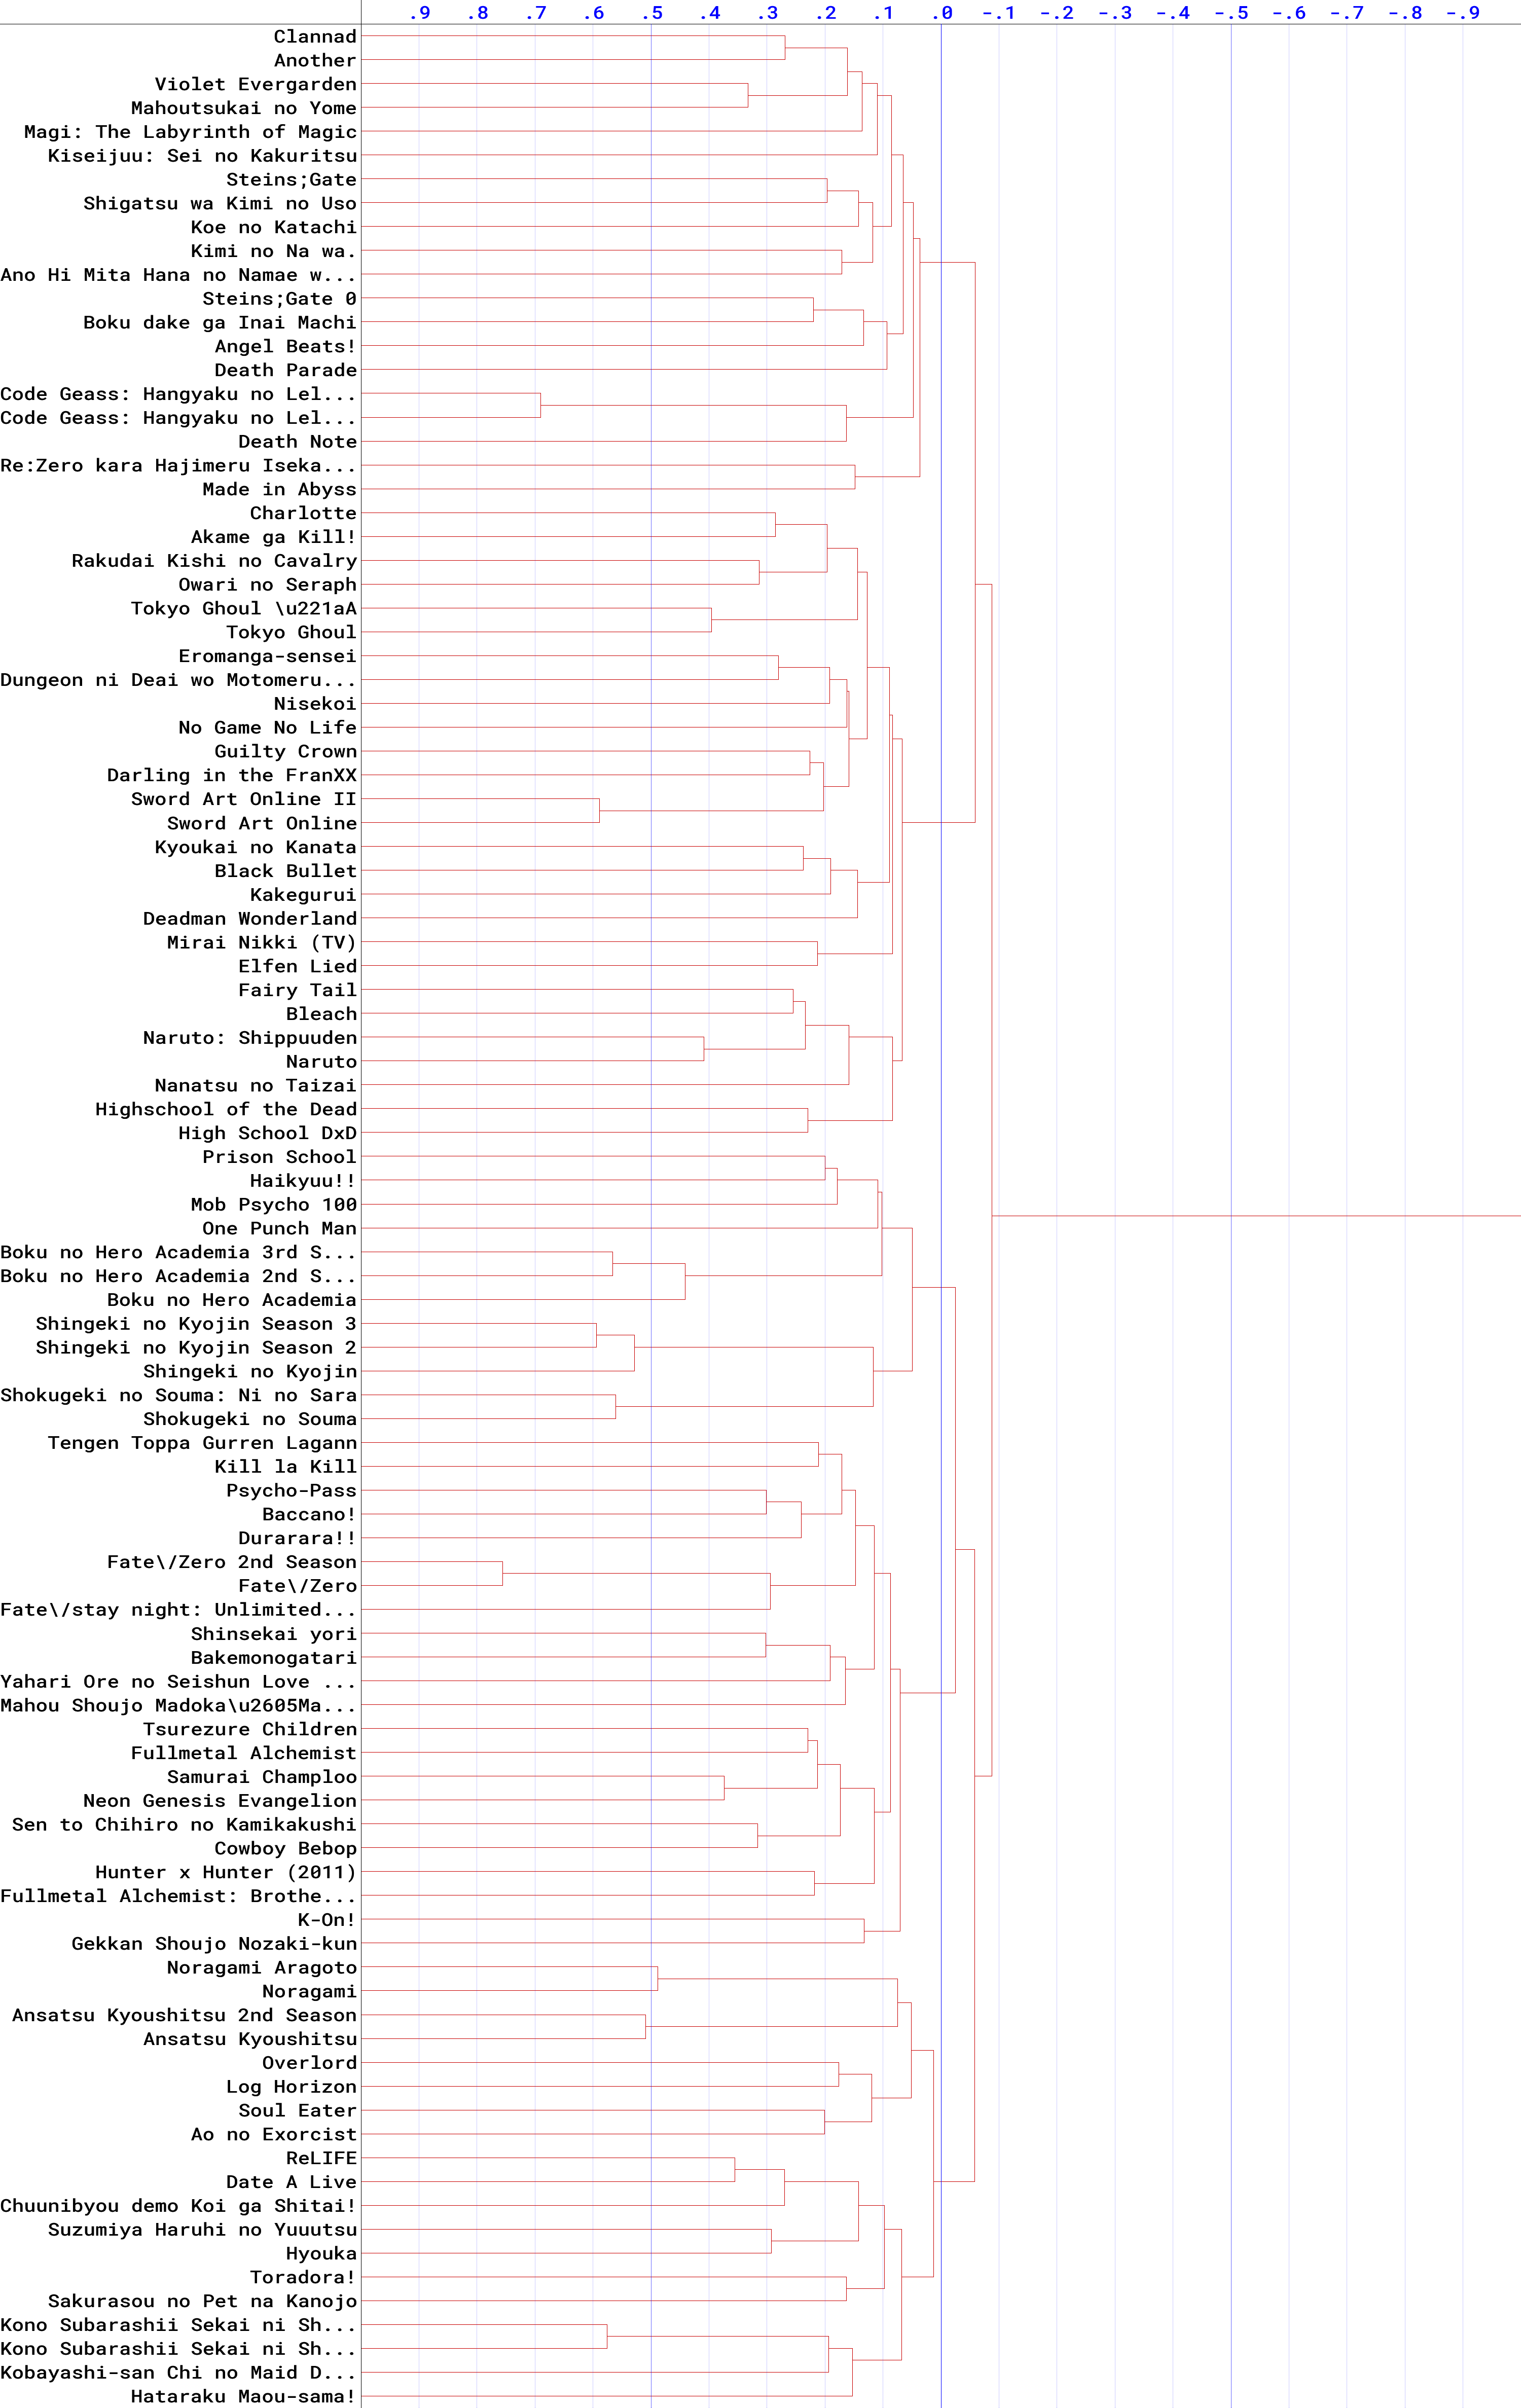 .9 .8 .7 .6 .5 .4 .3 .2 .1 .0 -.1 -.2 -.3 -.4 -.5 -.6 -.7 -.8 -.9
Clannad
Another
Violet Evergarden
Mahoutsukai no Yome
Magi: The Labyrinth of Magic
Kiseijuu: Sei no Kakuritsu
Steins;Gate
Shigatsu wa Kimi no Uso
Koe no Katachi
Kimi no Na wa.
Ano Hi Mita Hana no Namae w...
Steins;Gate 0
Boku dake ga Inai Machi
Angel Beats!
Death Parade
Code Geass: Hangyaku no Lel...
Code Geass: Hangyaku no Lel...
Death Note
Re:Zero kara Hajimeru Iseka...
Made in Abyss
Charlotte
Akame ga Kill!
Rakudai Kishi no Cavalry
Owari no Seraph
Tokyo Ghoul \u221aA
Tokyo Ghoul
Eromanga-sensei
Dungeon ni Deai wo Motomeru...
Nisekoi
No Game No Life
Guilty Crown
Darling in the FranXX
Sword Art Online II
Sword Art Online
Kyoukai no Kanata
Black Bullet
Kakegurui
Deadman Wonderland
Mirai Nikki (TV)
Elfen Lied
Fairy Tail
Bleach
Naruto: Shippuuden
Naruto
Nanatsu no Taizai
Highschool of the Dead
High School DxD
Prison School
Haikyuu!!
Mob Psycho 100
One Punch Man
Boku no Hero Academia 3rd S...
Boku no Hero Academia 2nd S...
Boku no Hero Academia
Shingeki no Kyojin Season 3
Shingeki no Kyojin Season 2
Shingeki no Kyojin
Shokugeki no Souma: Ni no Sara
Shokugeki no Souma
Tengen Toppa Gurren Lagann
Kill la Kill
Psycho-Pass
Baccano!
Durarara!!
Fate\/Zero 2nd Season
Fate\/Zero
Fate\/stay night: Unlimited...
Shinsekai yori
Bakemonogatari
Yahari Ore no Seishun Love ...
Mahou Shoujo Madoka\u2605Ma...
Tsurezure Children
Fullmetal Alchemist
Samurai Champloo
Neon Genesis Evangelion
Sen to Chihiro no Kamikakushi
Cowboy Bebop
Hunter x Hunter (2011)
Fullmetal Alchemist: Brothe...
K-On!
Gekkan Shoujo Nozaki-kun
Noragami Aragoto
Noragami
Ansatsu Kyoushitsu 2nd Season
Ansatsu Kyoushitsu
Overlord
Log Horizon
Soul Eater
Ao no Exorcist
ReLIFE
Date A Live
Chuunibyou demo Koi ga Shitai!
Suzumiya Haruhi no Yuuutsu
Hyouka
Toradora!
Sakurasou no Pet na Kanojo
Kono Subarashii Sekai ni Sh...
Kono Subarashii Sekai ni Sh...
Kobayashi-san Chi no Maid D...
Hataraku Maou-sama!